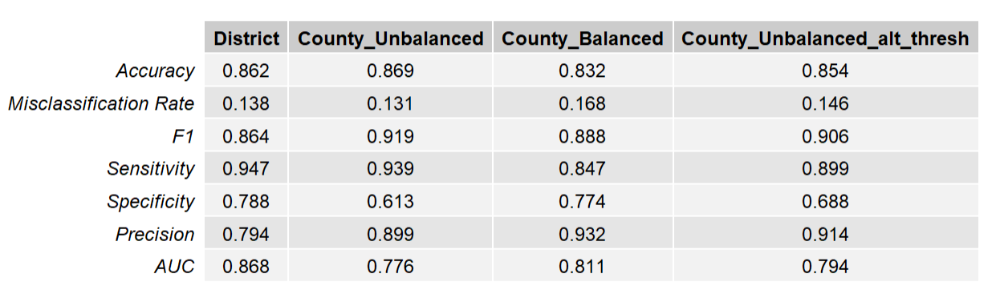 District County_Unbalanced County_Balanced County_Unbalanced_alt_thresh
Accuracy 0.862 0.869 0.832 0.854
Misclassification Rate 0.138 0.131 0.168 0.146
F1 0.864 0.919 0.888 0.906
Sensitivity 0.947 0.939 0.847 0.899
Specificity 0.788 0.613 0.774 0.688
Precision 0.794 0.899 0.932 0.914
AUC 0.868 0.776 0.811 0.794